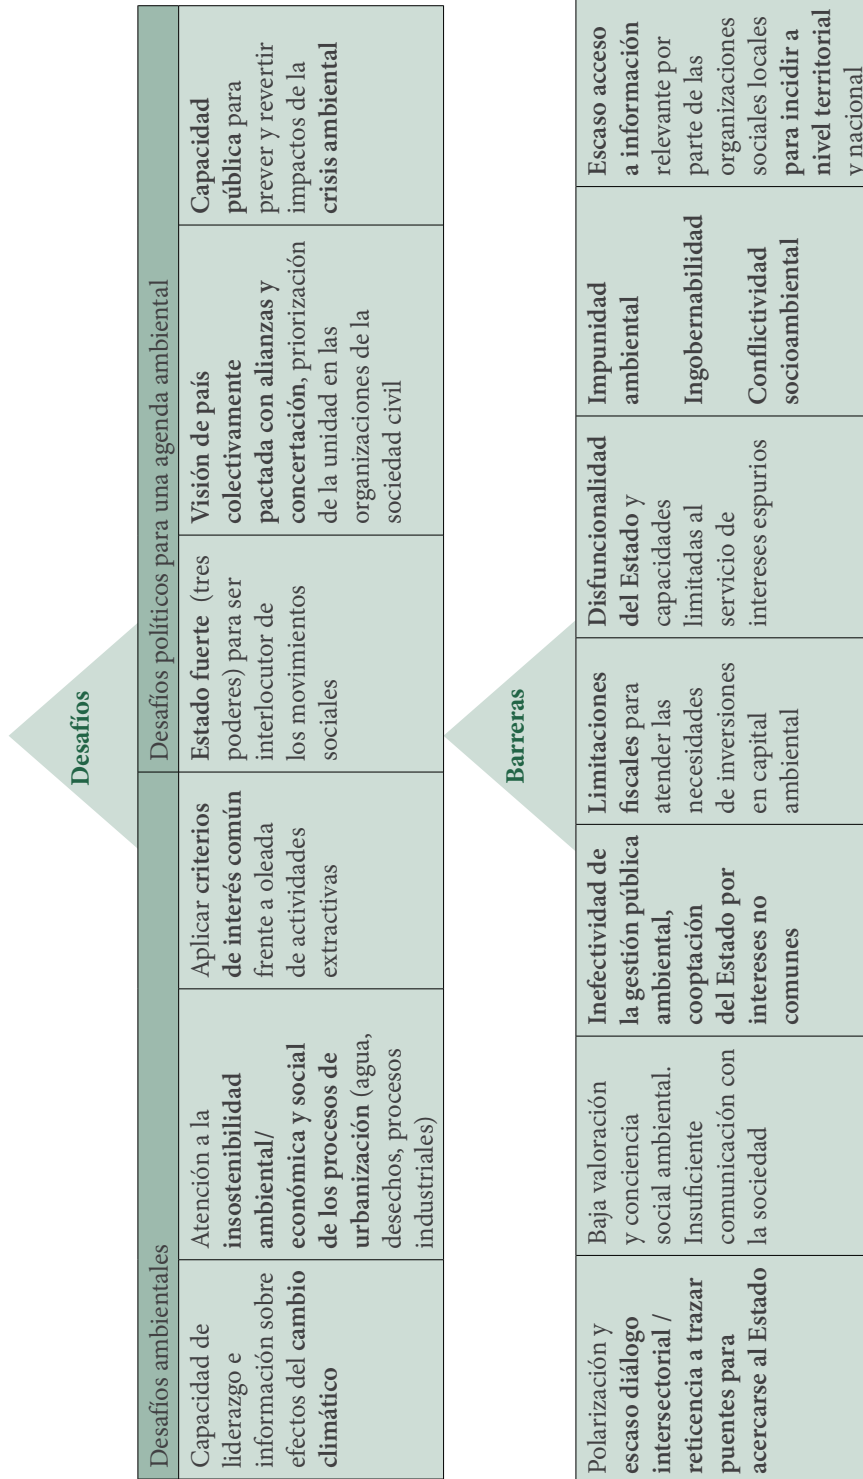 Desafíos
Desafíos ambientales
Desafíos políticos para una agenda ambiental
Capacidad de
liderazgo e
información sobre
efectos del cambio
climático
Atención a la
insostenibilidad
ambiental/
económica y social
de los procesos de
urbanización (agua,
desechos, procesos
industriales)
Aplicar criterios
de interés común
frente a oleada
de actividades
extractivas
Estado fuerte (tres
poderes) para ser
interlocutor de
los movimientos
sociales
Visión de país
colectivamente
pactada con alianzas y
concertación, priorización
de la unidad en las
organizaciones de la
sociedad civil
Capacidad
pública para
prever y revertir
impactos de la
crisis ambiental
Barreras
Polarización y
escaso diálogo
intersectorial /
reticencia a trazar
puentes para
acercarse al Estado
Baja valoración
y conciencia
social ambiental.
Insuficiente
comunicación con
la sociedad
Inefectividad de
la gestión pública
ambiental,
cooptación
del Estado por
intereses no
comunes
Limitaciones
fiscales para
atender las
necesidades
de inversiones
en capital
ambiental
Disfuncionalidad
del Estado y
capacidades
limitadas al
servicio de
intereses espurios
Impunidad
ambiental
Ingobernabilidad
Conflictividad
socioambiental
Escaso acceso
a información
relevante por
parte de las
organizaciones
sociales locales
para incidir a
nivel territorial
y nacional